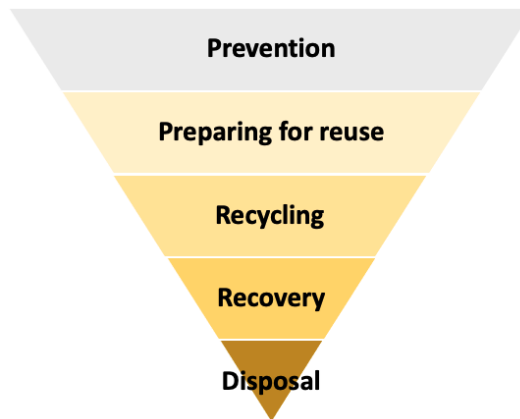 Prevention
Preparing for reuse
Recycling
Recovery
Disposal